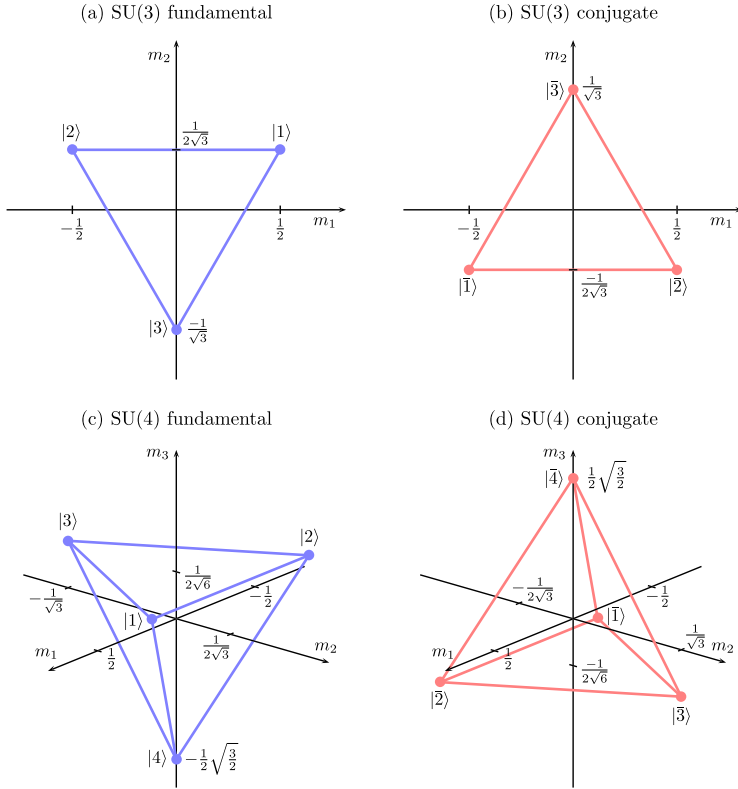 (a) SU(3) fundamental
(b) SU(3) conjugate
m₂
m₂
|3̄⟩ 1/√3
|2⟩ 1/(2√3) |1⟩
-1/2 1/2 m₁
-1/2 1/2 m₁
|1̄⟩ -1/(2√3) |2̄⟩
|3⟩ -1/√3
(c) SU(4) fundamental
(d) SU(4) conjugate
m₃
m₃
|4̄⟩ 1/2 √(3/2)
|3⟩ |2⟩
1/(2√6)
-1/√3 -1/2
|1⟩
m₁ 1/2 1/(2√3) m₂
|4⟩ -1/2 √(3/2)
-1/(2√3) -1/2
|1̄⟩
m₁ 1/2 1/√3 m₂
-1/(2√6)
|2̄⟩ |3̄⟩